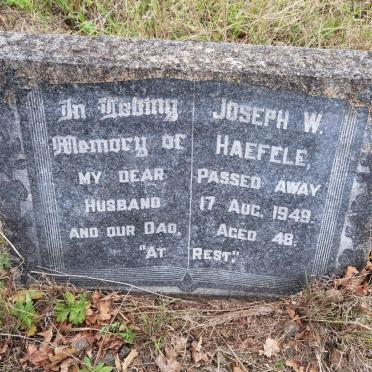 In Loving
Memory of
MY DEAR
HUSBAND
AND OUR DAD,
JOSEPH W.
HAEFELE,
PASSED AWAY
17 AUG. 1949.
AGED 48.
"AT REST."